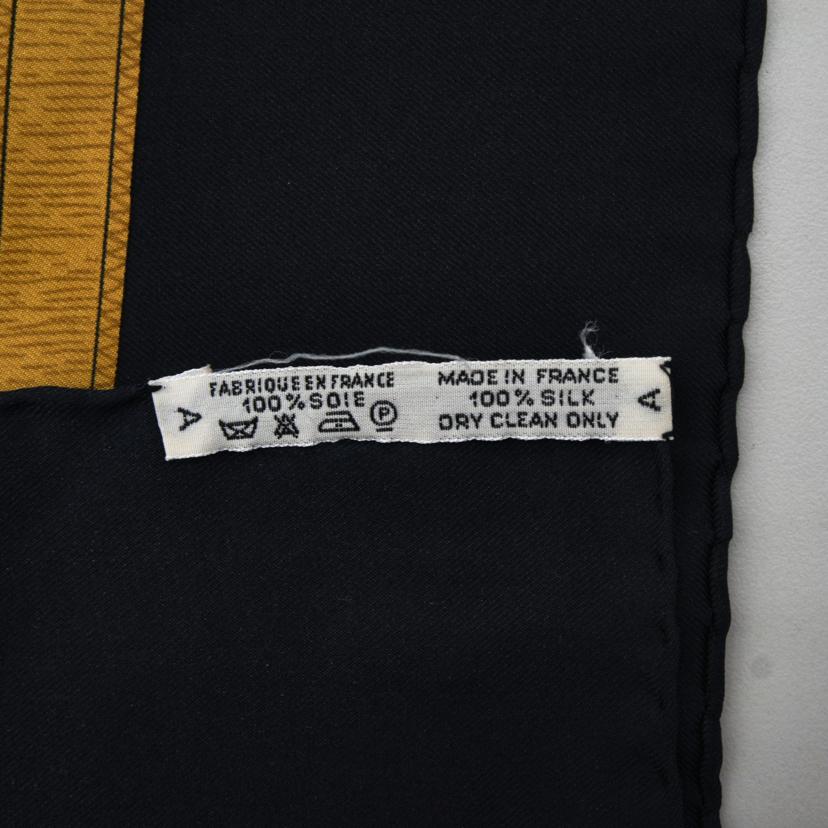 A
FABRIQUE EN FRANCE
100% SOIE
P
MADE IN FRANCE
100% SILK
DRY CLEAN ONLY
A